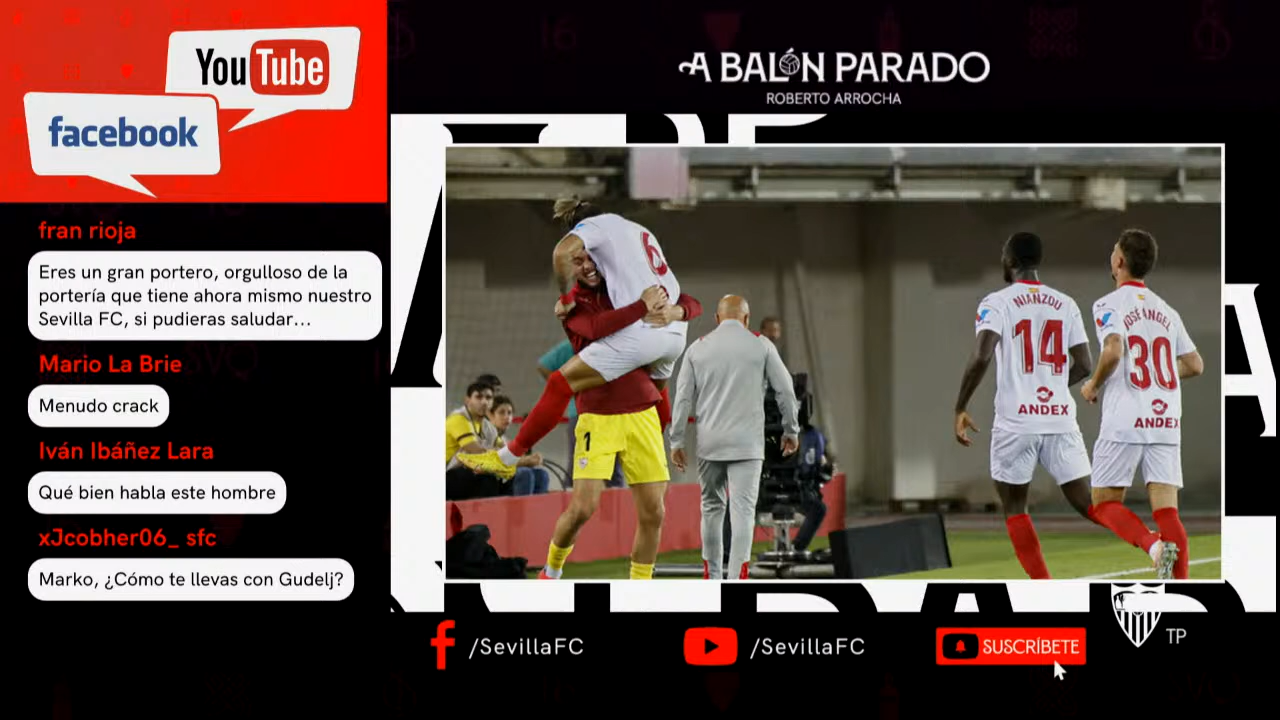 YouTube
facebook
fran rioja
Eres un gran portero, orgulloso de la
portería que tiene ahora mismo nuestro
Sevilla FC, si pudieras saludar...
Mario La Brie
Menudo crack
Iván Ibáñez Lara
Qué bien habla este hombre
xJcobher06_ sfc
Marko, ¿Cómo te llevas con Gudelj?
A BALÓN PARADO
ROBERTO ARROCHA
6
1
NIANZOU
14
ANDEX
JOSÉ ÁNGEL
30
ANDEX
/SevillaFC
/SevillaFC
SUSCRÍBETE
TP